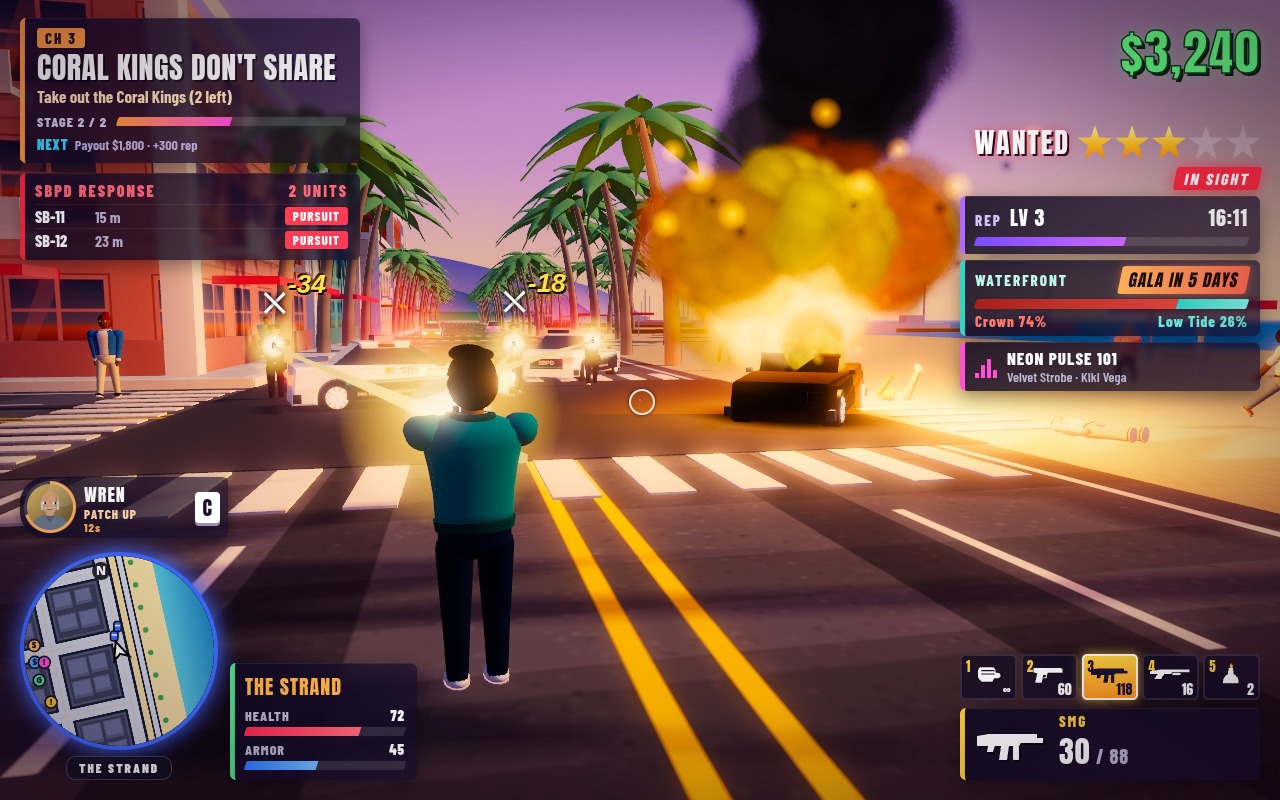 CH 3
CORAL KINGS DON'T SHARE
Take out the Coral Kings (2 left)
STAGE 2 / 2
NEXT Payout $1,800 · +300 rep
SBPD RESPONSE 2 UNITS
SB-11 15 m PURSUIT
SB-12 23 m PURSUIT
$3,240
WANTED
IN SIGHT
REP LV 3 16:11
WATERFRONT GALA IN 5 DAYS
Crown 74% Low Tide 26%
NEON PULSE 101
Velvet Strobe · Kiki Vega
-34
-18
SBPD
WREN
PATCH UP
12s
C
N
S
S !
G
!
THE STRAND
THE STRAND
HEALTH 72
ARMOR 45
1 ∞
2 60
3 118
4 16
5 2
SMG
30 / 88